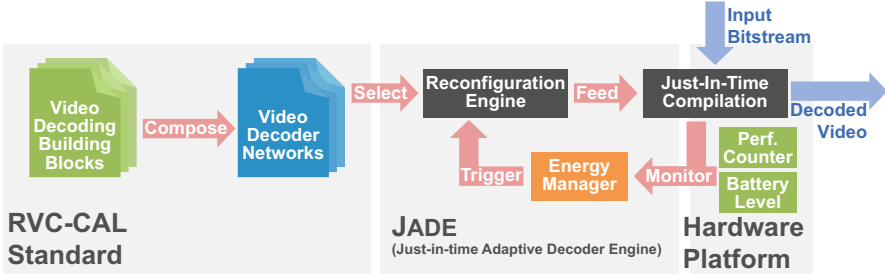 Input
Bitstream
Video
Decoding
Building
Blocks
Compose
Video
Decoder
Networks
Select
Reconfiguration
Engine
Feed
Just-In-Time
Compilation
Decoded
Video
Trigger
Energy
Manager
Monitor
Perf.
Counter
Battery
Level
RVC-CAL
Standard
JADE
(Just-in-time Adaptive Decoder Engine)
Hardware
Platform